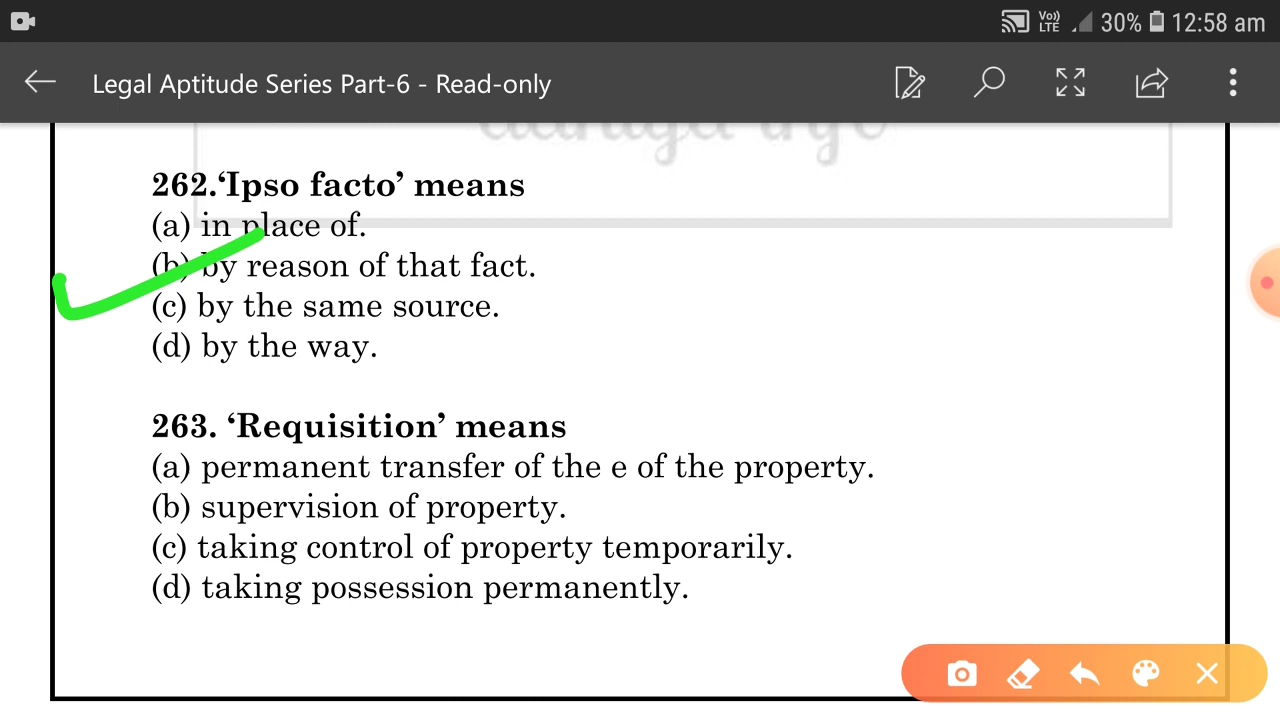 Vo)) LTE 30% 12:58 am
Legal Aptitude Series Part-6 - Read-only
262.‘Ipso facto’ means
(a) in place of.
(b) by reason of that fact.
(c) by the same source.
(d) by the way.
263. ‘Requisition’ means
(a) permanent transfer of the e of the property.
(b) supervision of property.
(c) taking control of property temporarily.
(d) taking possession permanently.